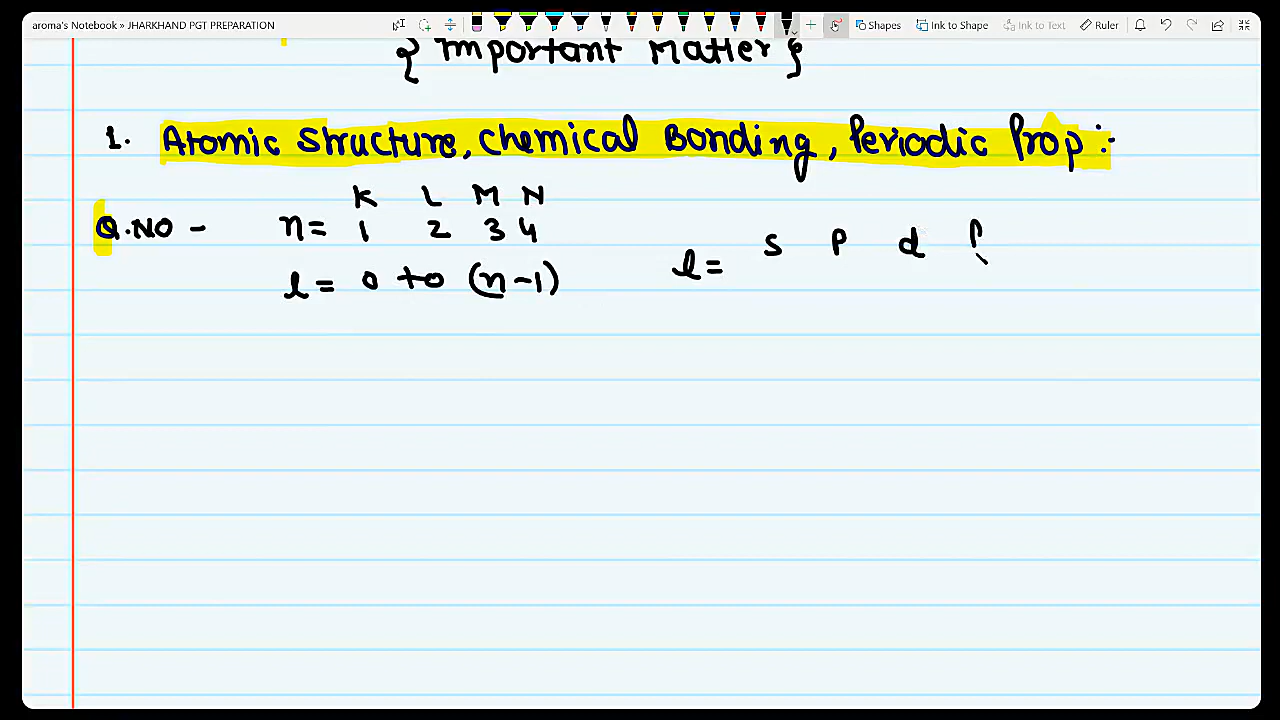 aroma's Notebook » JHARKHAND PGT PREPARATION
Shapes Ink to Shape Ink to Text Ruler
{ Important Matter }
1. Atomic Structure, Chemical Bonding, Periodic Prop :-
K L M N
Q.NO - n= 1 2 3 4
s p d
l= 0 to (n-1) l=